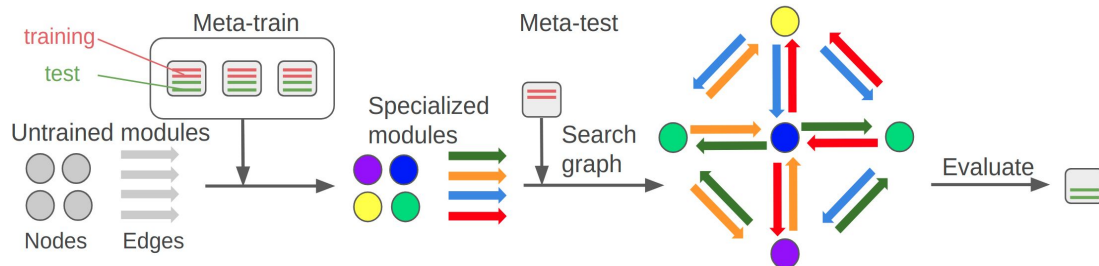 Meta-train
training
test
Untrained modules
Nodes
Edges
Specialized
modules
Meta-test
Search
graph
Evaluate